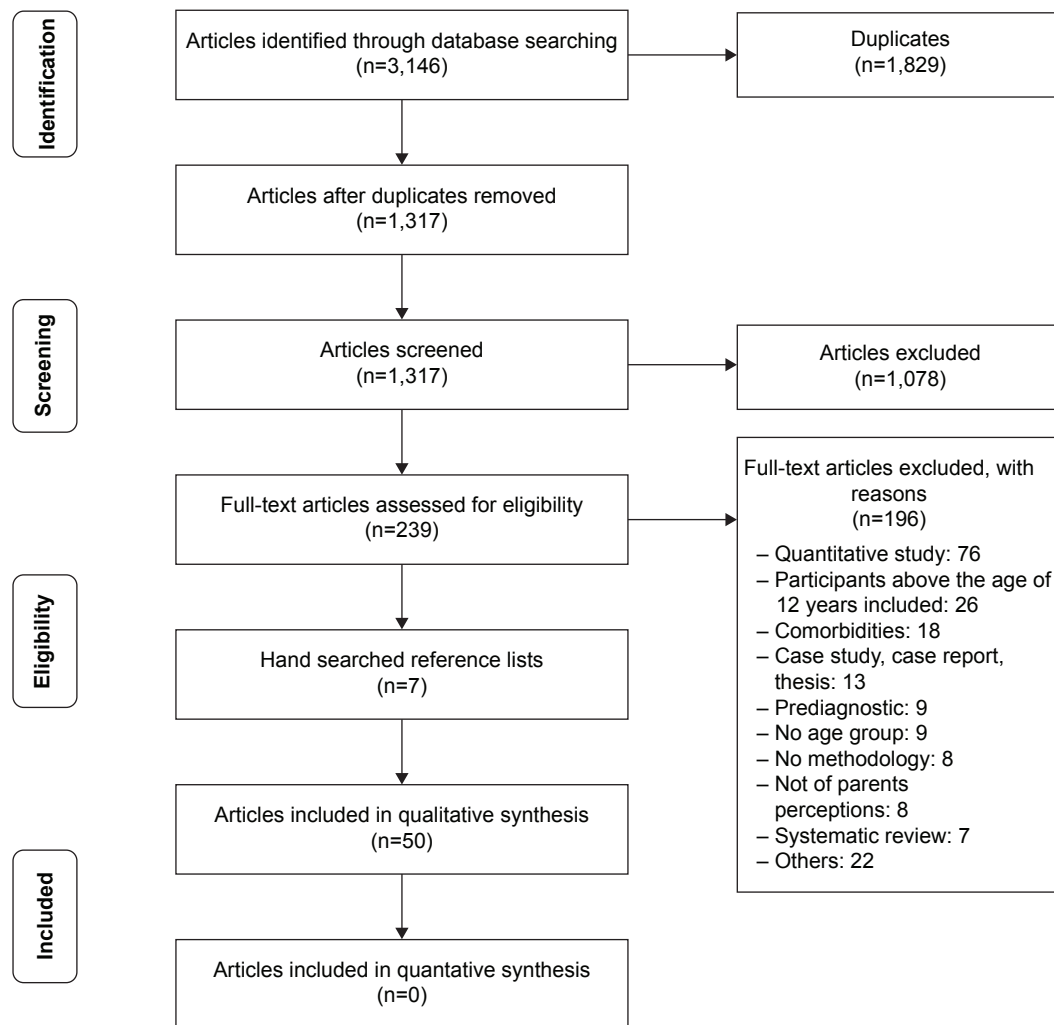 Identification
Articles identified through database searching
(n=3,146)
Duplicates
(n=1,829)
Articles after duplicates removed
(n=1,317)
Screening
Articles screened
(n=1,317)
Articles excluded
(n=1,078)
Eligibility
Full-text articles assessed for eligibility
(n=239)
Full-text articles excluded, with
reasons
(n=196)
– Quantitative study: 76
– Participants above the age of
12 years included: 26
– Comorbidities: 18
– Case study, case report,
thesis: 13
– Prediagnostic: 9
– No age group: 9
– No methodology: 8
– Not of parents
perceptions: 8
– Systematic review: 7
– Others: 22
Hand searched reference lists
(n=7)
Included
Articles included in qualitative synthesis
(n=50)
Articles included in quantative synthesis
(n=0)